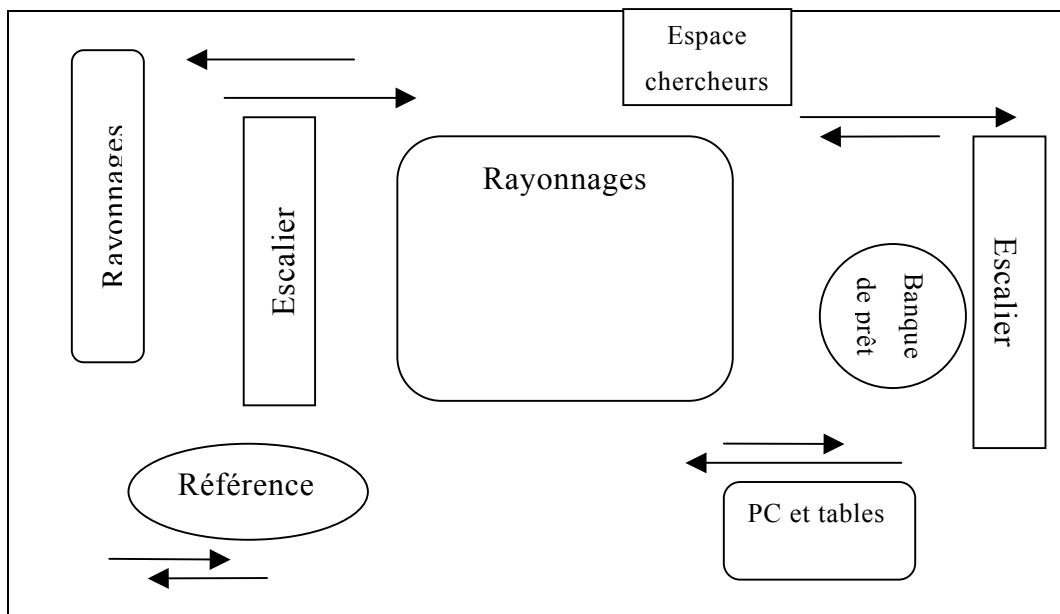 Espace
chercheurs
Rayonnages
Rayonnages
Escalier
Escalier
Banque
de prêt
Référence
PC et tables